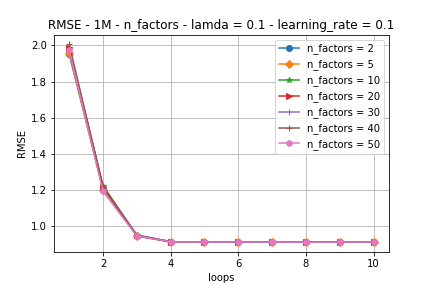 RMSE - 1M - n_factors - lamda = 0.1 - learning_rate = 0.1
2.0
1.8
1.6
1.4
1.2
1.0
RMSE
n_factors = 2
n_factors = 5
n_factors = 10
n_factors = 20
n_factors = 30
n_factors = 40
n_factors = 50
2 4 6 8 10
loops